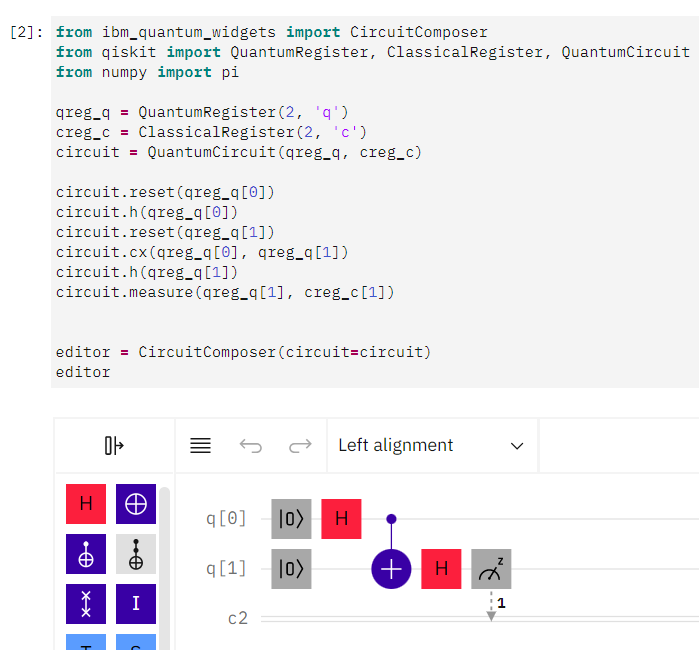 [2]: from ibm_quantum_widgets import CircuitComposer
from qiskit import QuantumRegister, ClassicalRegister, QuantumCircuit
from numpy import pi
qreg_q = QuantumRegister(2, 'q')
creg_c = ClassicalRegister(2, 'c')
circuit = QuantumCircuit(qreg_q, creg_c)
circuit.reset(qreg_q[0])
circuit.h(qreg_q[0])
circuit.reset(qreg_q[1])
circuit.cx(qreg_q[0], qreg_q[1])
circuit.h(qreg_q[1])
circuit.measure(qreg_q[1], creg_c[1])
editor = CircuitComposer(circuit=circuit)
editor
Left alignment
H
I
T S
q[0] |0⟩ H
q[1] |0⟩ H z
1
c2